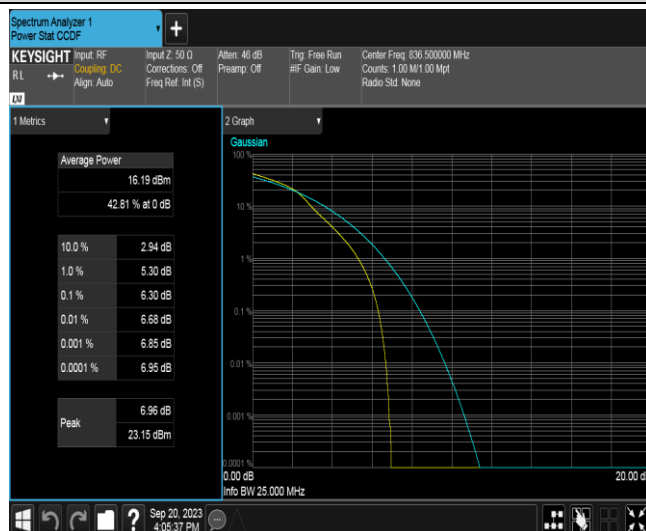 Spectrum Analyzer 1
Power Stat CCDF
KEYSIGHT
RL
LXI
Input: RF
Coupling: DC
Align: Auto
Input Z: 50 Ω
Corrections: Off
Freq Ref: Int (S)
Atten: 46 dB
Preamp: Off
Trig: Free Run
#IF Gain: Low
Center Freq: 836.500000 MHz
Counts: 1.00 M/1.00 Mpt
Radio Std: None
1 Metrics
Average Power
16.19 dBm
42.81 % at 0 dB
10.0 % 2.94 dB
1.0 % 5.30 dB
0.1 % 6.30 dB
0.01 % 6.68 dB
0.001 % 6.85 dB
0.0001 % 6.95 dB
Peak
6.96 dB
23.15 dBm
2 Graph
Gaussian
100 %
10 %
1 %
0.1 %
0.01 %
0.001 %
0.0001 %
0.00 dB
20.00 d
Info BW 25.000 MHz
?
Sep 20, 2023
4:05:37 PM